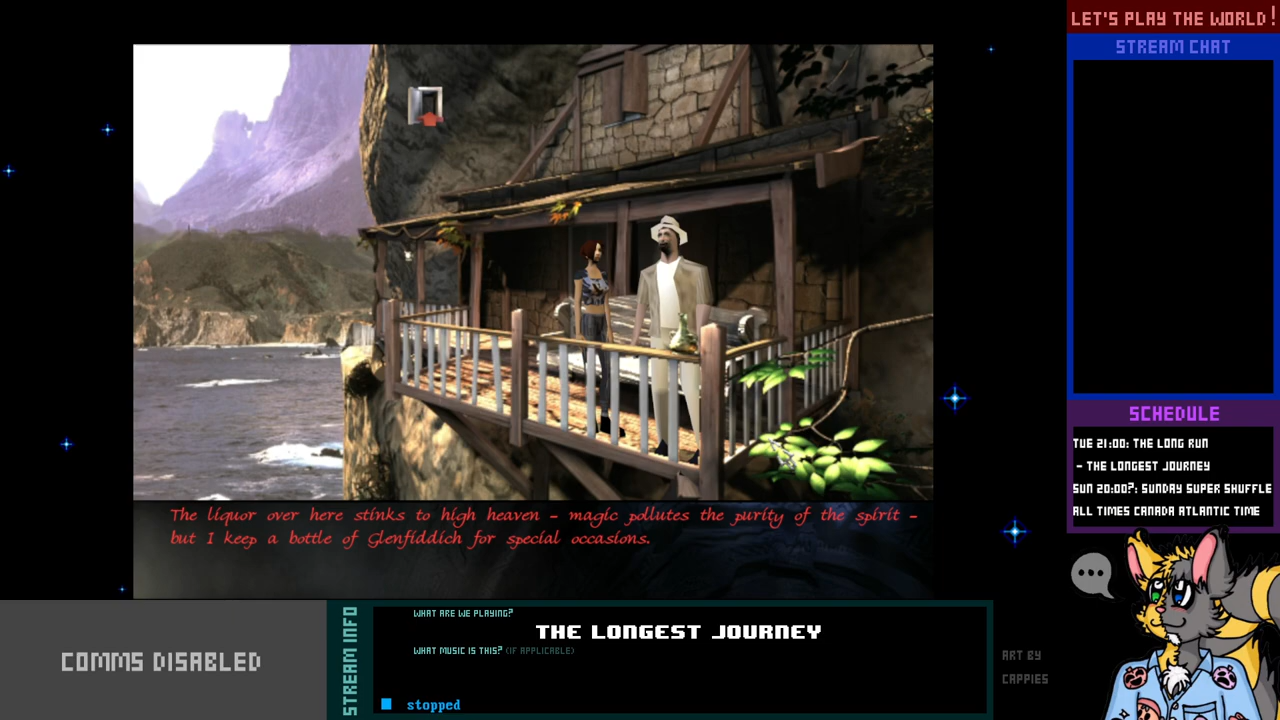 LET'S PLAY THE WORLD!
STREAM CHAT
The liquor over here stinks to high heaven - magic pollutes the purity of the spirit -
but I keep a bottle of Glenfiddich for special occasions.
SCHEDULE
TUE 21:00: THE LONG RUN
- THE LONGEST JOURNEY
SUN 20:00?: SUNDAY SUPER SHUFFLE
ALL TIMES CANADA ATLANTIC TIME
COMMS DISABLED
STREAM INFO
WHAT ARE WE PLAYING?
THE LONGEST JOURNEY
WHAT MUSIC IS THIS? (IF APPLICABLE)
stopped
ART BY
CAPPIES